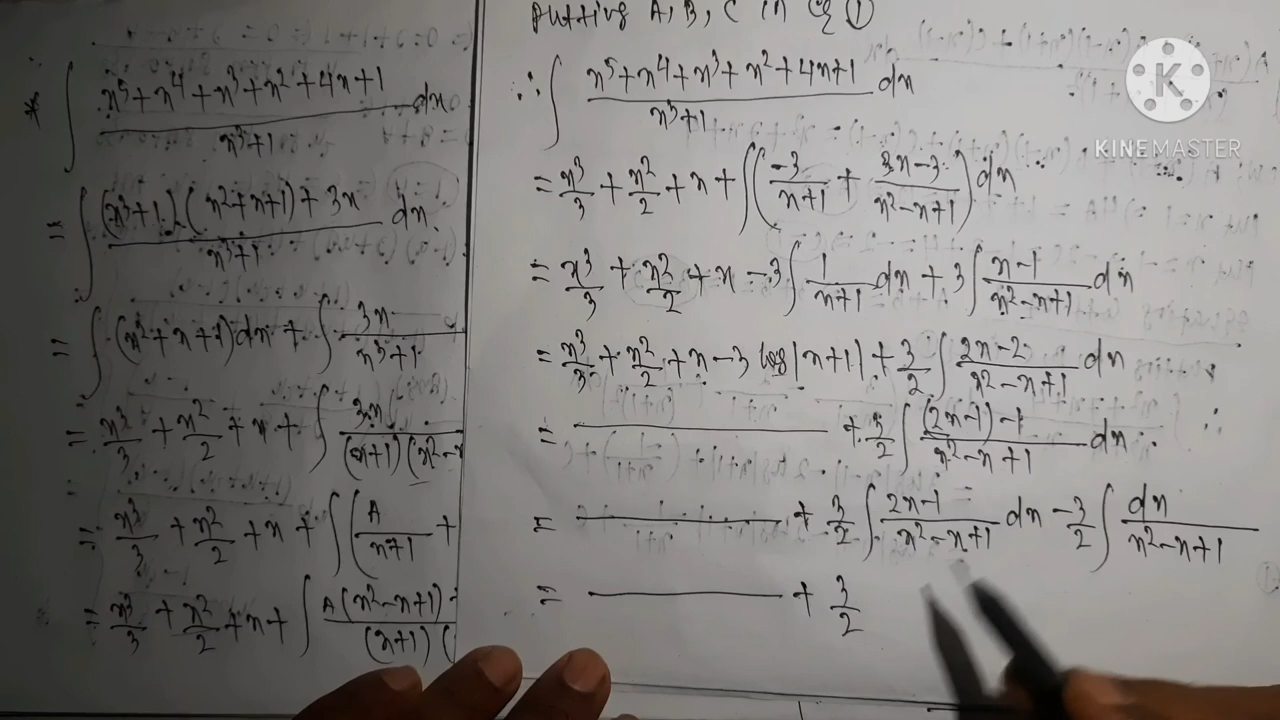 * ∫ (x⁵+x⁴+x³+x²+4x+1)/(x³+1) dx
= ∫ ((x³+1).(x²+x+1)+3x)/(x³+1) dx
= ∫ (x²+x+1)dx + ∫ 3x/(x³+1)
= x³/3 + x²/2 + x + ∫ 3x/((x+1)(x²-x
= x³/3 + x²/2 + x + ∫ (A/(x+1) +
= x³/3 + x²/2 + x + ∫ A(x²-x+1)+/(x+1)(
Putting A, B, C in eq ①
∴ ∫ (x⁵+x⁴+x³+x²+4x+1)/(x³+1) dx
= x³/3 + x²/2 + x + ∫ (-3/(x+1) + (3x-3)/(x²-x+1)) dx
= x³/3 + x²/2 + x - 3 ∫ 1/(x+1) dx + 3 ∫ (x-1)/(x²-x+1) dx
= x³/3 + x²/2 + x - 3 log|x+1| + 3/2 ∫ (2x-2)/(x²-x+1) dx
= ——— + 3/2 ∫ ((2x-1)-1)/(x²-x+1) dx
= ——— + 3/2 ∫ (2x-1)/(x²-x+1) dx - 3/2 ∫ dx/(x²-x+1)
= ——— + 3/2
KINEMASTER